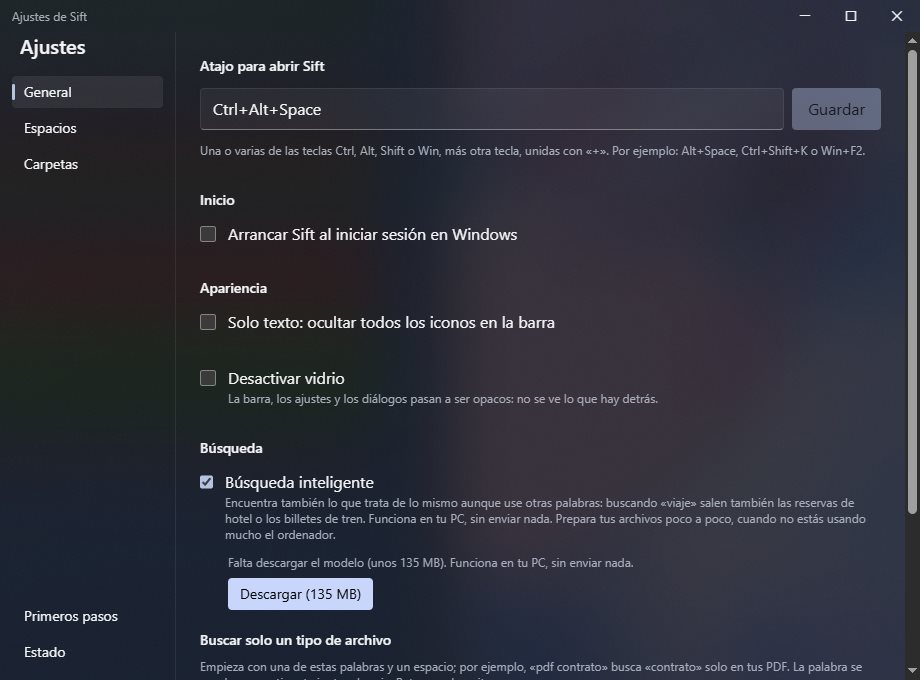 Ajustes de Sift
Ajustes
General
Espacios
Carpetas
Primeros pasos
Estado
Atajo para abrir Sift
Ctrl+Alt+Space
Guardar
Una o varias de las teclas Ctrl, Alt, Shift o Win, más otra tecla, unidas con «+». Por ejemplo: Alt+Space, Ctrl+Shift+K o Win+F2.
Inicio
Arrancar Sift al iniciar sesión en Windows
Apariencia
Solo texto: ocultar todos los iconos en la barra
Desactivar vidrio
La barra, los ajustes y los diálogos pasan a ser opacos: no se ve lo que hay detrás.
Búsqueda
Búsqueda inteligente
Encuentra también lo que trata de lo mismo aunque use otras palabras: buscando «viaje» salen también las reservas de
hotel o los billetes de tren. Funciona en tu PC, sin enviar nada. Prepara tus archivos poco a poco, cuando no estás usando
mucho el ordenador.
Falta descargar el modelo (unos 135 MB). Funciona en tu PC, sin enviar nada.
Descargar (135 MB)
Buscar solo un tipo de archivo
Empieza con una de estas palabras y un espacio; por ejemplo, «pdf contrato» busca «contrato» solo en tus PDF. La palabra se